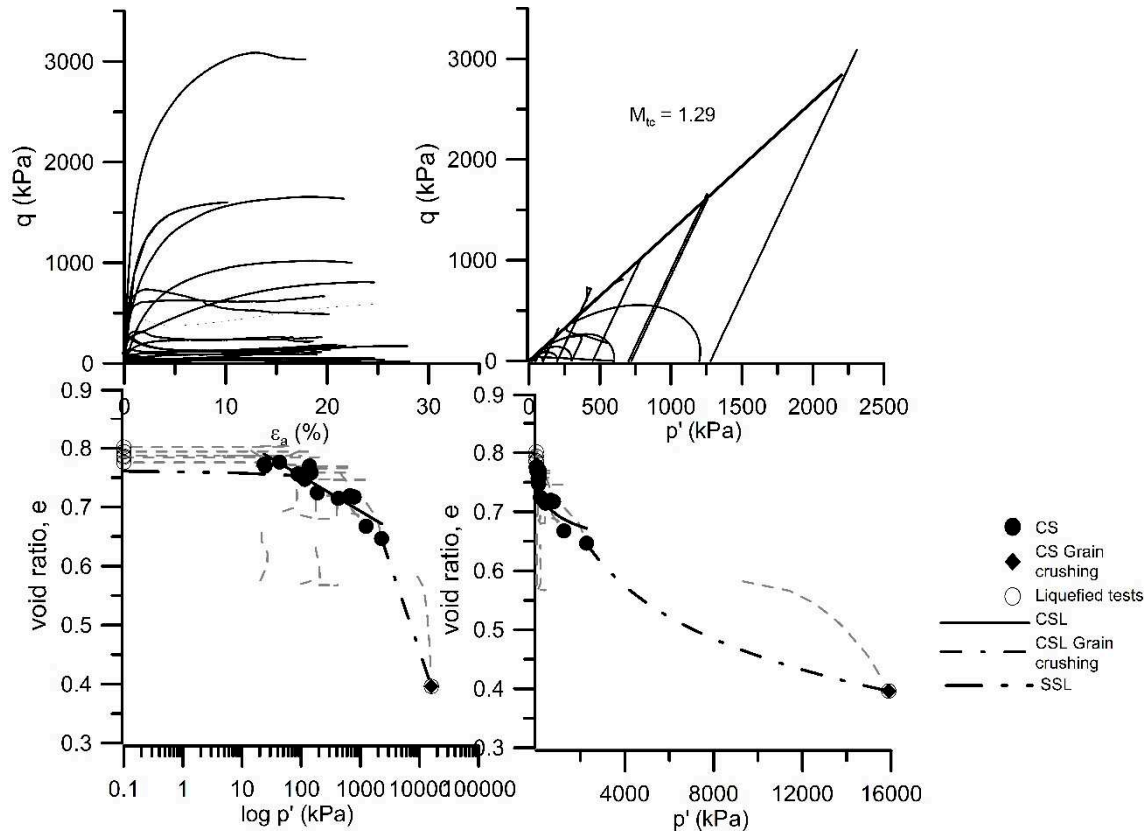 3000
2000
1000
0
q (kPa)
0
10
20
30
εa (%)
3000
2000
1000
0
q (kPa)
Mtc = 1.29
0
500
1000
1500
2000
2500
p' (kPa)
0.9
0.8
0.7
0.6
0.5
0.4
0.3
void ratio, e
0.1
1
10
100
1000
10000
100000
log p' (kPa)
0.9
0.8
0.7
0.6
0.5
0.4
0.3
void ratio, e
4000
8000
12000
16000
p' (kPa)
CS
CS Grain
crushing
Liquefied tests
CSL
CSL Grain
crushing
SSL